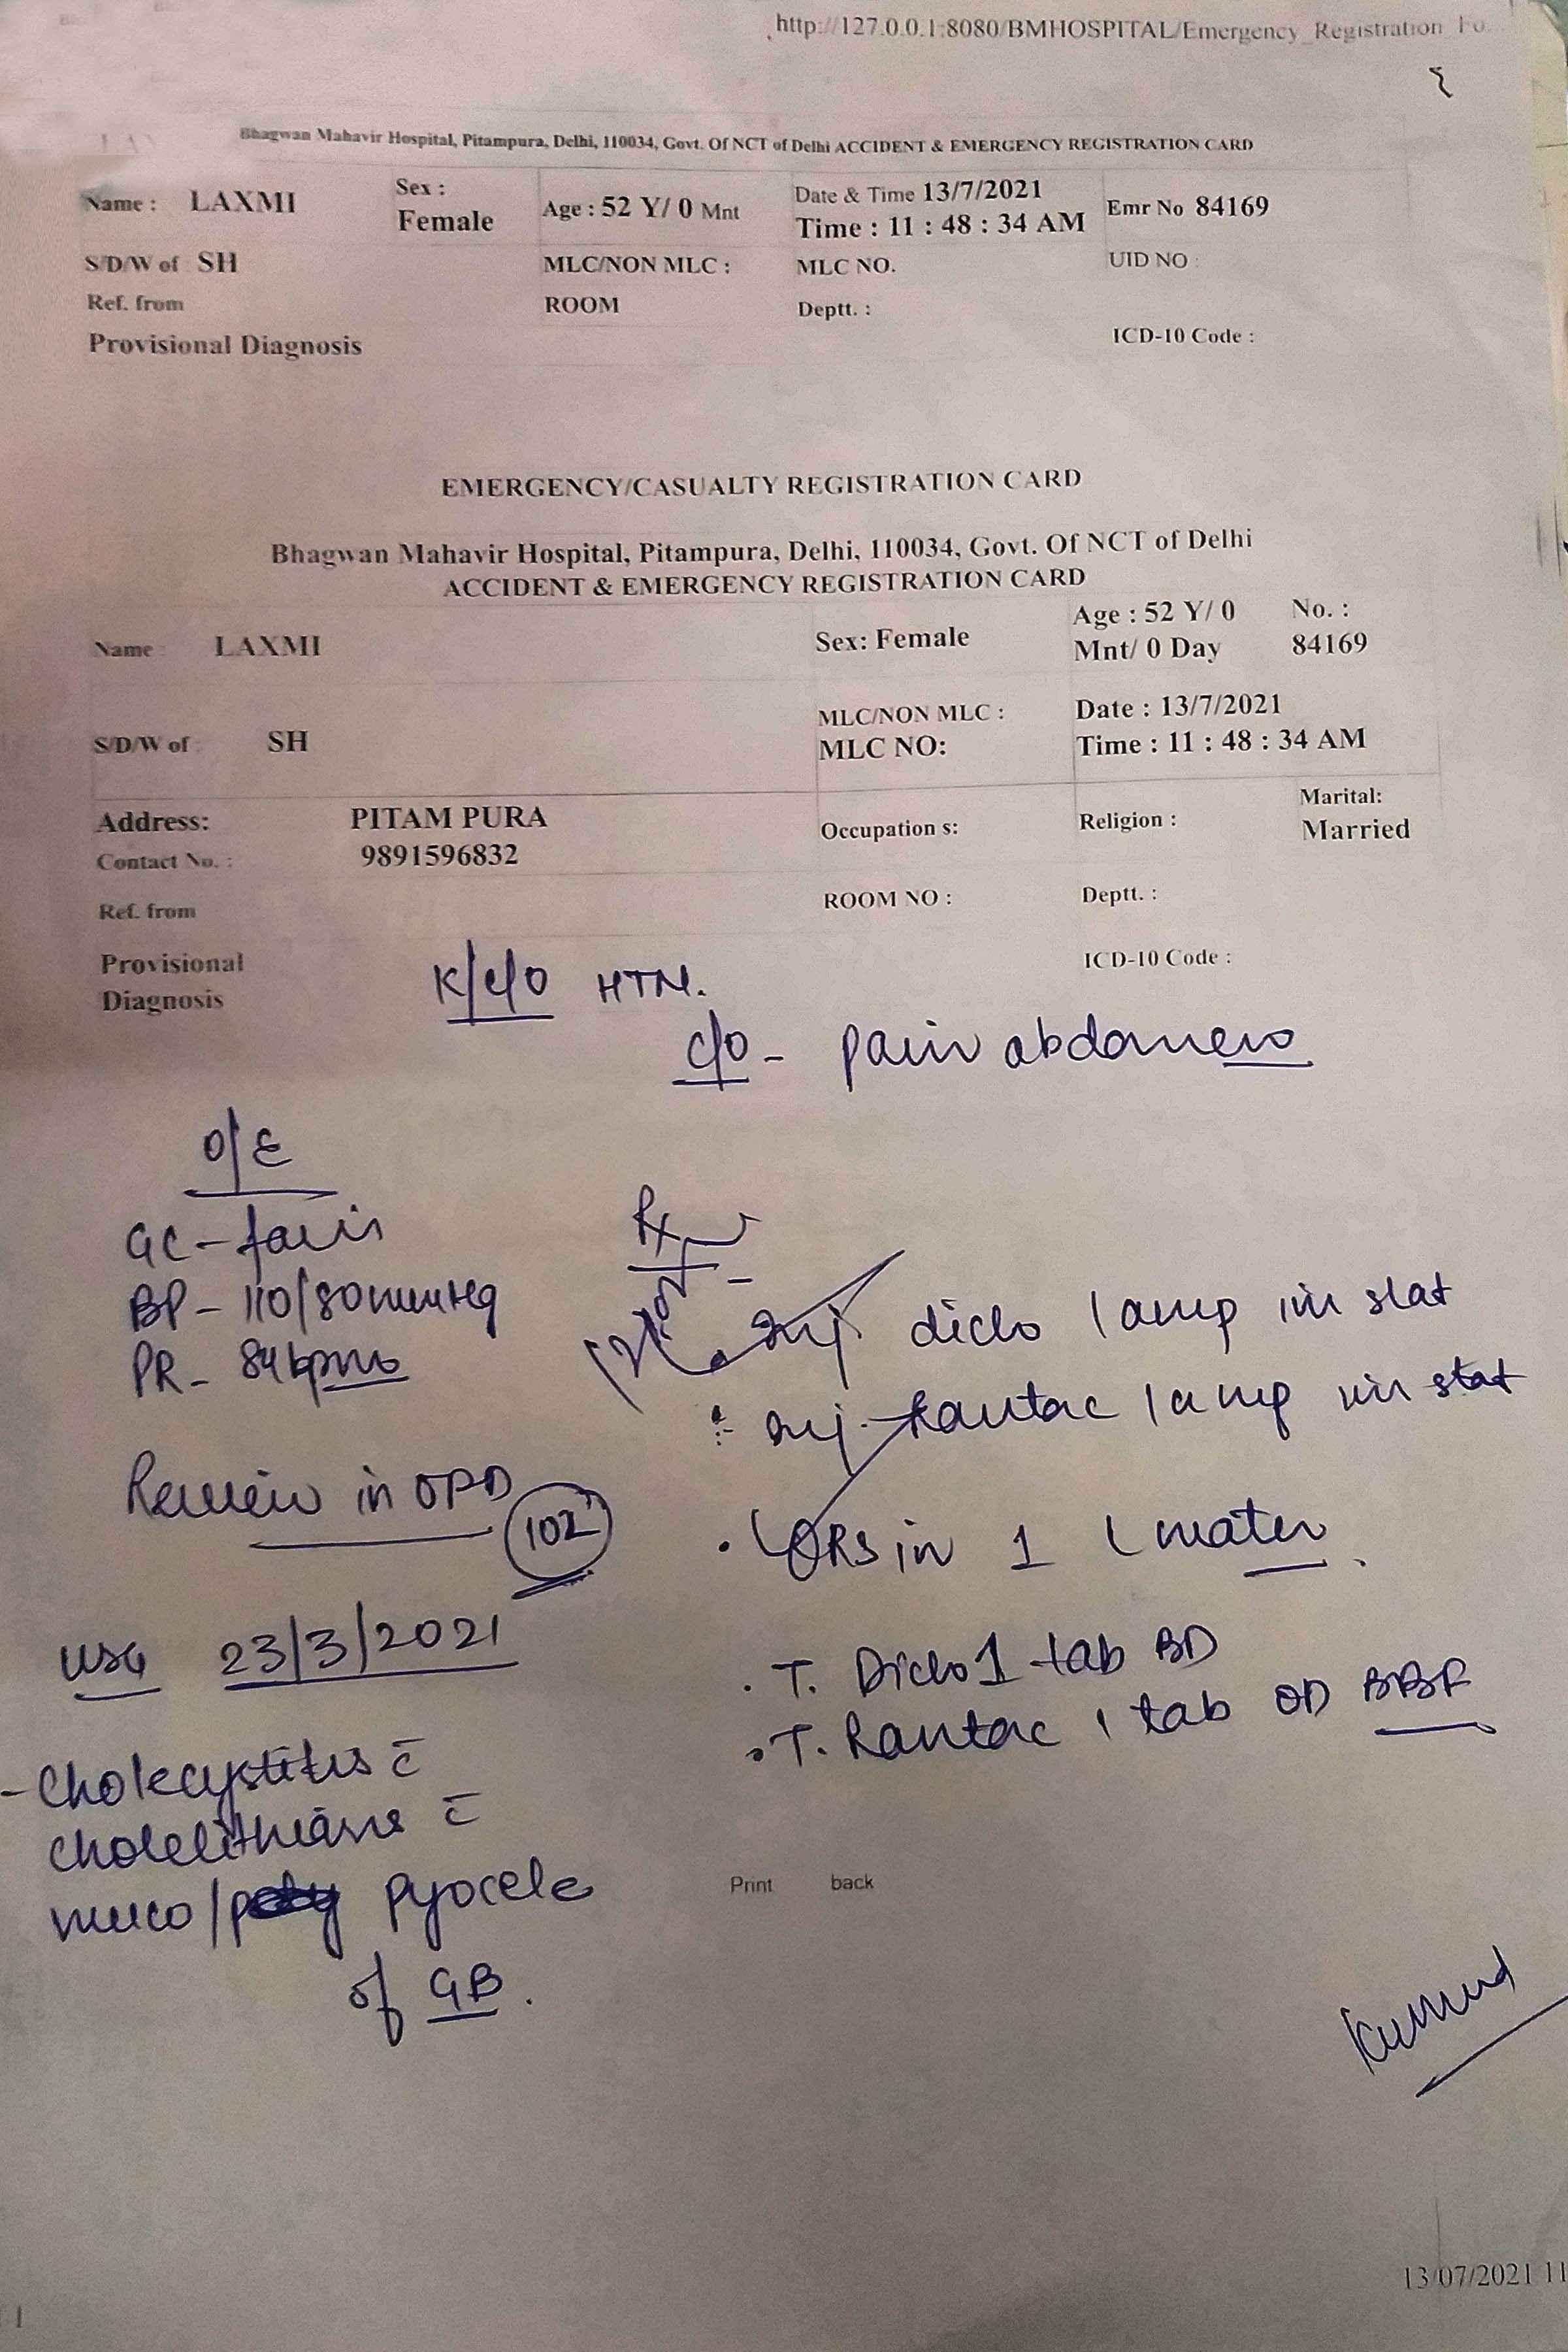 http://127.0.0.1:8080/BMHOSPITAL/Emergency_Registration_Fo...
Bhagwan Mahavir Hospital, Pitampura, Delhi, 110034, Govt. Of NCT of Delhi ACCIDENT & EMERGENCY REGISTRATION CARD
Name : LAXMI Sex : Female Age : 52 Y/ 0 Mnt Date & Time 13/7/2021 Time : 11 : 48 : 34 AM Emr No 84169
S/D/W of SH MLC/NON MLC : MLC NO. UID NO :
Ref. from ROOM Deptt. :
Provisional Diagnosis ICD-10 Code :
EMERGENCY/CASUALTY REGISTRATION CARD
Bhagwan Mahavir Hospital, Pitampura, Delhi, 110034, Govt. Of NCT of Delhi
ACCIDENT & EMERGENCY REGISTRATION CARD
Name : LAXMI Sex: Female Age : 52 Y/ 0 Mnt/ 0 Day No. : 84169
S/D/W of : SH MLC/NON MLC : MLC NO: Date : 13/7/2021 Time : 11 : 48 : 34 AM
Address: PITAM PURA Occupation s: Religion : Marital: Married
Contact No. : 9891596832
Ref. from ROOM NO : Deptt. :
Provisional Diagnosis ICD-10 Code :
K/c/o HTN.
c/o - pain abdomen
O/E
GC - fair
BP - 110/80mmHg
PR - 84bpm
Review in OPD 102
USG 23/3/2021
- Cholecystitis c̄
cholelithiasis c̄
muco/ pyocele
of GB.
Rx
Inj. diclo 1 amp im stat
Inj. Rantac 1 amp im stat
. ORS in 1 L water.
. T. Diclo 1 tab BD
. T. Rantac 1 tab OD BBF
Print back
Kumud
13/07/2021 11
1